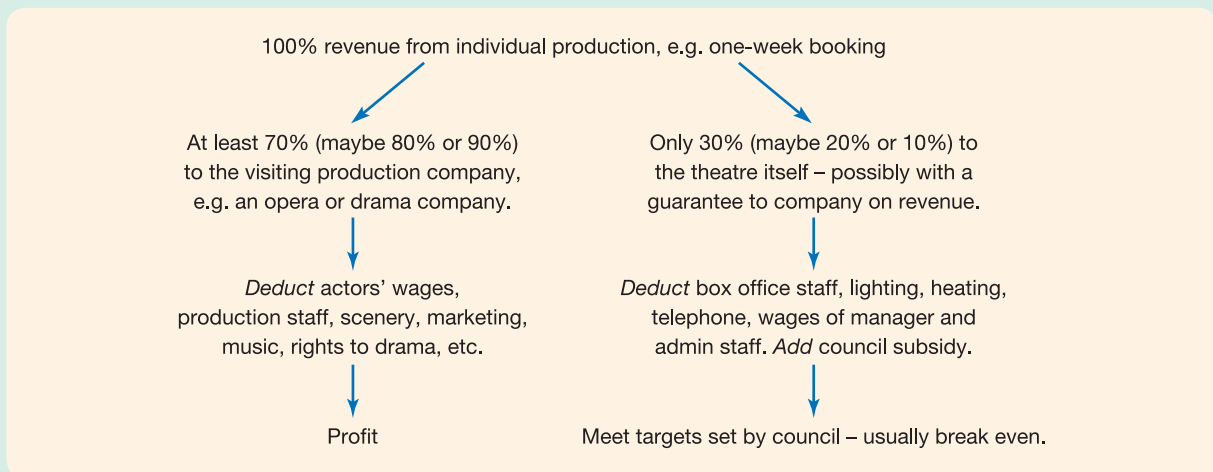 100% revenue from individual production, e.g. one-week booking
At least 70% (maybe 80% or 90%)
to the visiting production company,
e.g. an opera or drama company.
Only 30% (maybe 20% or 10%) to
the theatre itself – possibly with a
guarantee to company on revenue.
Deduct actors’ wages,
production staff, scenery, marketing,
music, rights to drama, etc.
Deduct box office staff, lighting, heating,
telephone, wages of manager and
admin staff. Add council subsidy.
Profit
Meet targets set by council – usually break even.